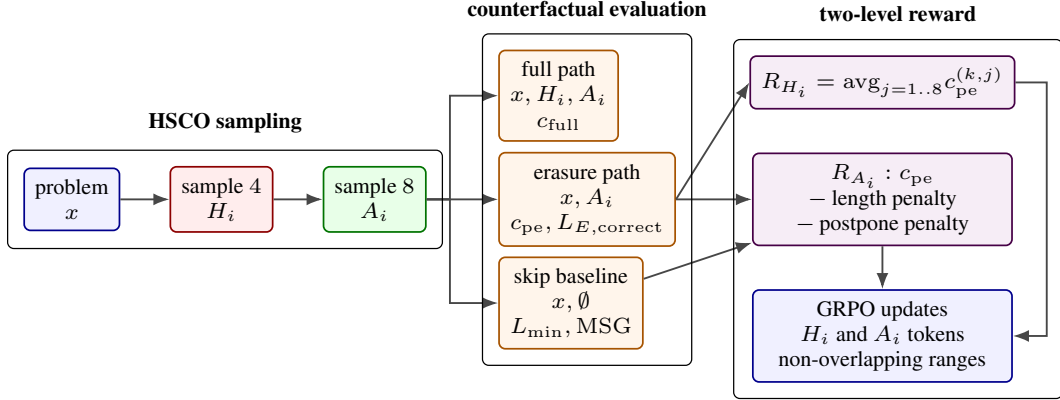 HSCO sampling
problem
x
sample 4
H_i
sample 8
A_i
counterfactual evaluation
full path
x, H_i, A_i
c_full
erasure path
x, A_i
c_pe, L_{E,correct}
skip baseline
x, ∅
L_min, MSG
two-level reward
R_{H_i} = avg_{j=1..8} c_pe^{(k,j)}
R_{A_i} : c_pe
− length penalty
− postpone penalty
GRPO updates
H_i and A_i tokens
non-overlapping ranges